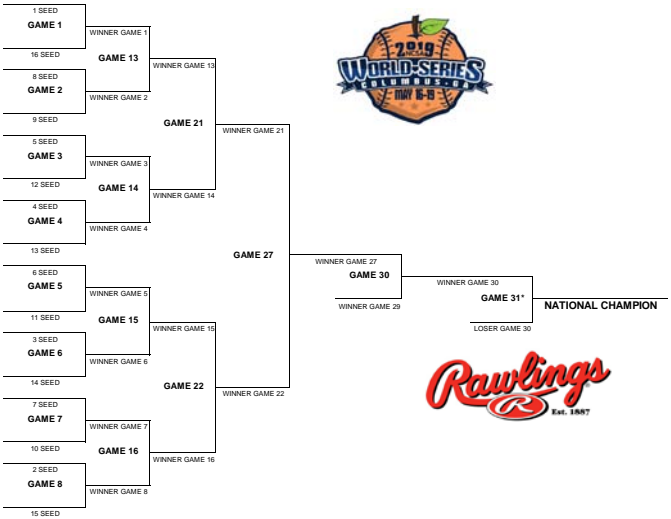 1 SEED
GAME 1
16 SEED
WINNER GAME 1
GAME 13
8 SEED
GAME 2
9 SEED
WINNER GAME 2
WINNER GAME 13
GAME 21
5 SEED
GAME 3
12 SEED
WINNER GAME 3
GAME 14
4 SEED
GAME 4
13 SEED
WINNER GAME 4
WINNER GAME 14
WINNER GAME 21
GAME 27
6 SEED
GAME 5
11 SEED
WINNER GAME 5
GAME 15
3 SEED
GAME 6
14 SEED
WINNER GAME 6
WINNER GAME 15
GAME 22
7 SEED
GAME 7
10 SEED
WINNER GAME 7
GAME 16
2 SEED
GAME 8
15 SEED
WINNER GAME 8
WINNER GAME 16
WINNER GAME 22
WINNER GAME 27
GAME 30
WINNER GAME 29
WINNER GAME 30
GAME 31*
LOSER GAME 30
NATIONAL CHAMPION
2019
NCSAA
WORLD SERIES
COLUMBUS • GA
MAY 16-19
Rawlings
R
Est. 1887